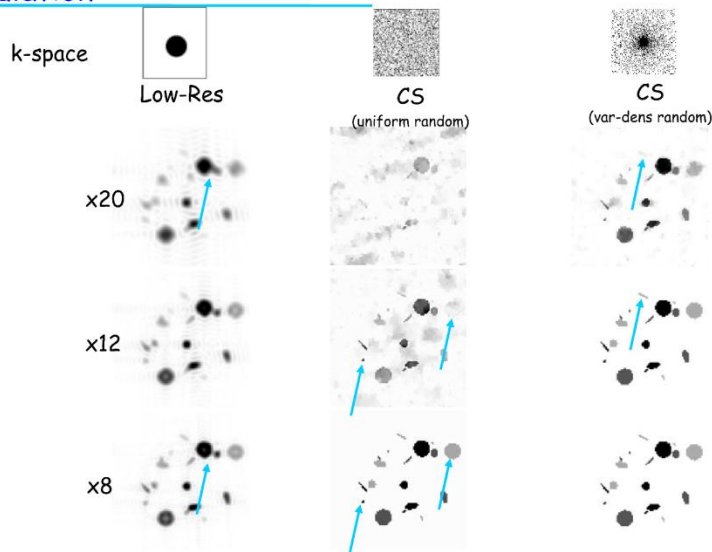 k-space
Low-Res
CS
(uniform random)
CS
(var-dens random)
x20
x12
x8